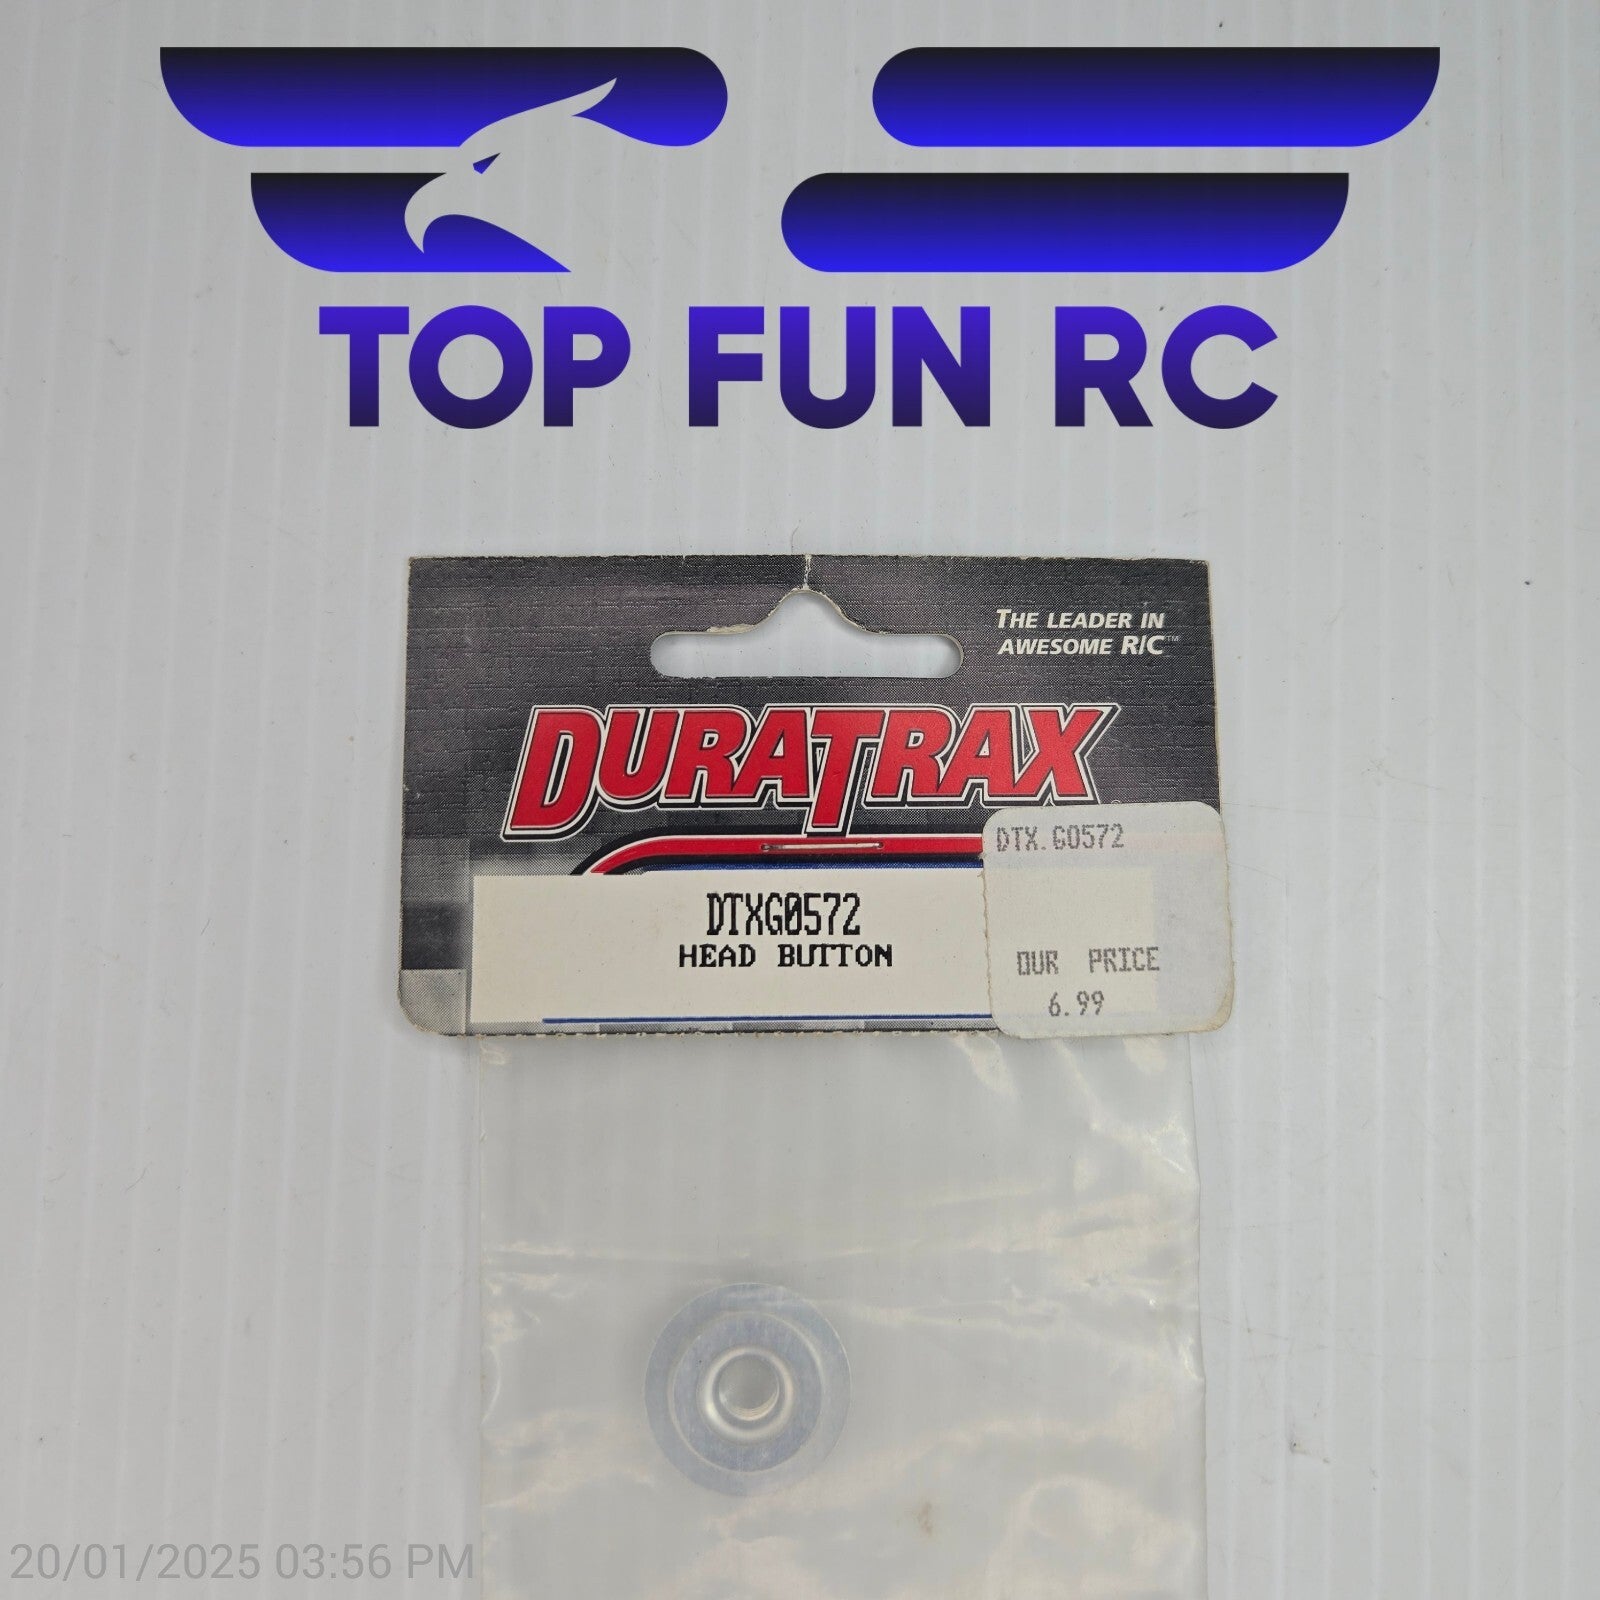 TOP FUN RC
THE LEADER IN
AWESOME R/C™
DURATRAX
DTX.G0572
DTXG0572
HEAD BUTTON
OUR PRICE
6.99
20/01/2025 03:56 PM